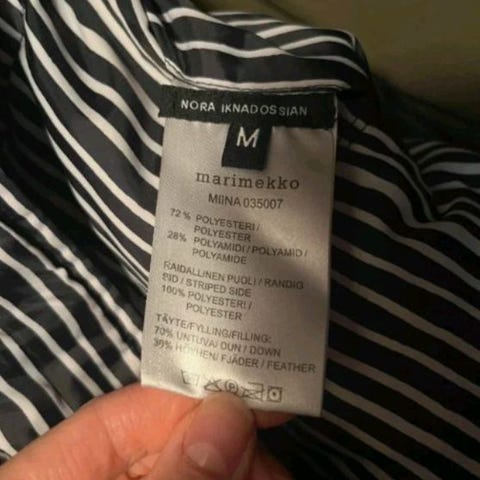 NORA IKNADOSSIAN
M
marimekko
MIINA 035007
72% POLYESTERI /
POLYESTER
28% POLYAMIDI / POLYAMID /
POLYAMIDE
RAIDALLINEN PUOLI / RANDIG
SID / STRIPED SIDE
100% POLYESTERI /
POLYESTER
TÄYTE/FYLLING/FILLING:
70% UNTUVA/ DUN / DOWN
30% HÖYHEN/ FJÄDER / FEATHER